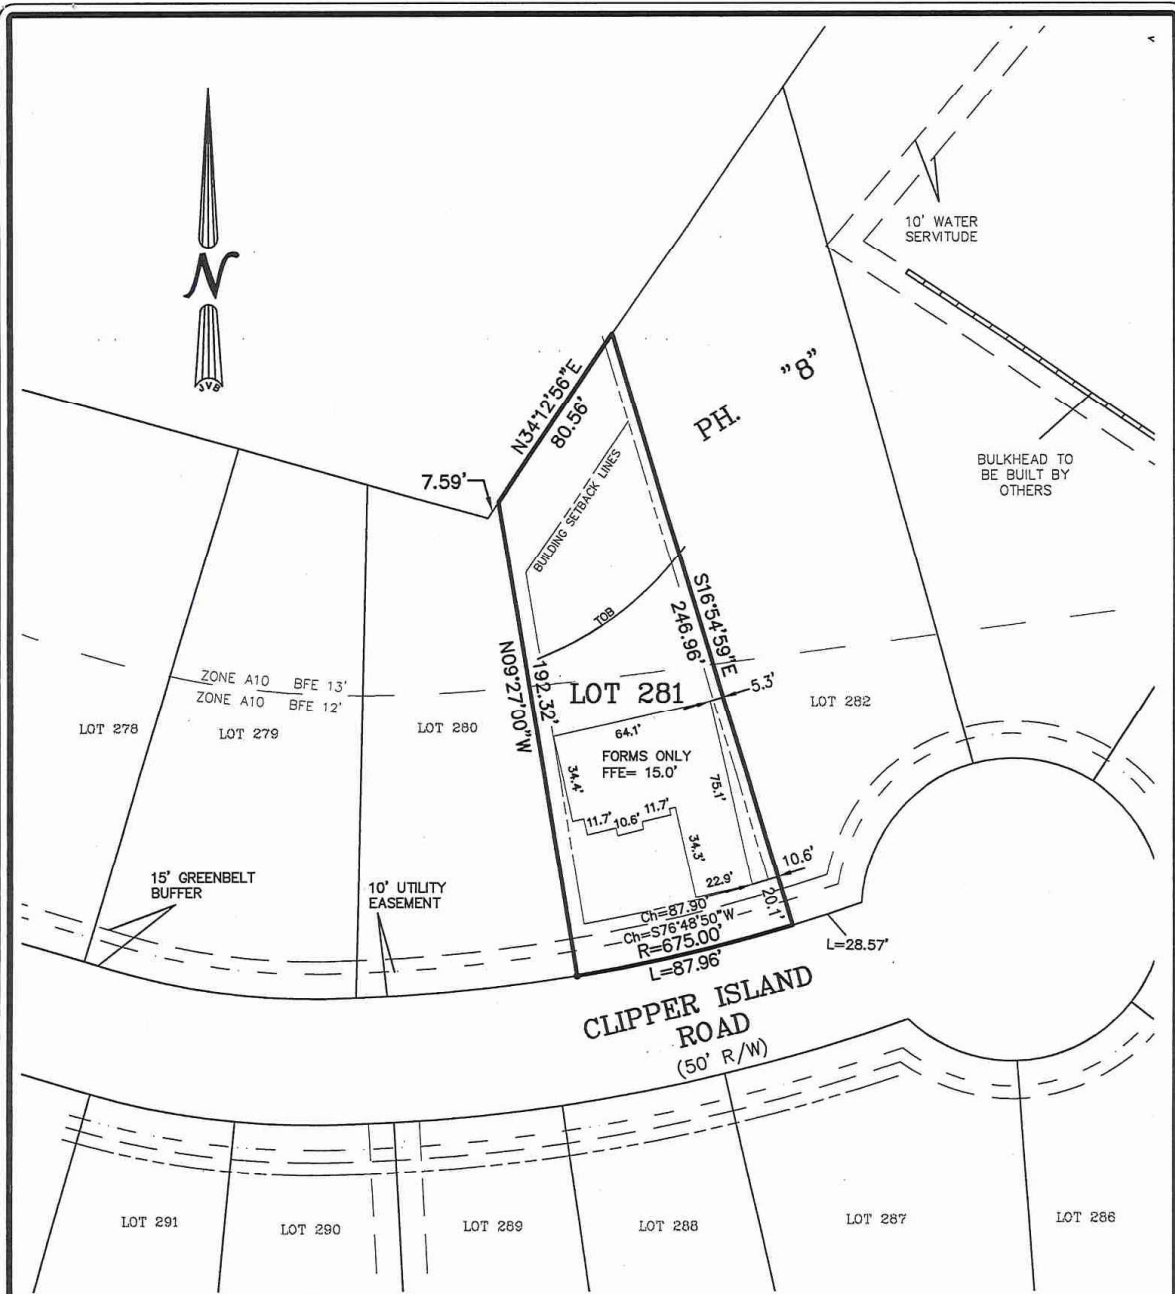 N
JVB
10' WATER
SERVITUDE
PH. "8"
BULKHEAD TO
BE BUILT BY
OTHERS
N34°12'56"E
80.56'
7.59'
BUILDING SETBACK LINES
TOB
S16°54'59"E
246.96'
N09°27'00"W
192.32'
LOT 281
5.3'
ZONE A10 BFE 13'
ZONE A10 BFE 12'
LOT 278
LOT 279
LOT 280
LOT 282
64.1'
FORMS ONLY
FFE= 15.0'
34.4'
75.1'
11.7'
10.6'
11.7'
34.3'
22.9'
10.6'
20.1'
15' GREENBELT
BUFFER
10' UTILITY
EASEMENT
Ch=87.90'
Ch=S76°48'50"W
R=675.00'
L=87.96'
L=28.57'
CLIPPER ISLAND
ROAD
(50' R/W)
LOT 291
LOT 290
LOT 289
LOT 288
LOT 287
LOT 286